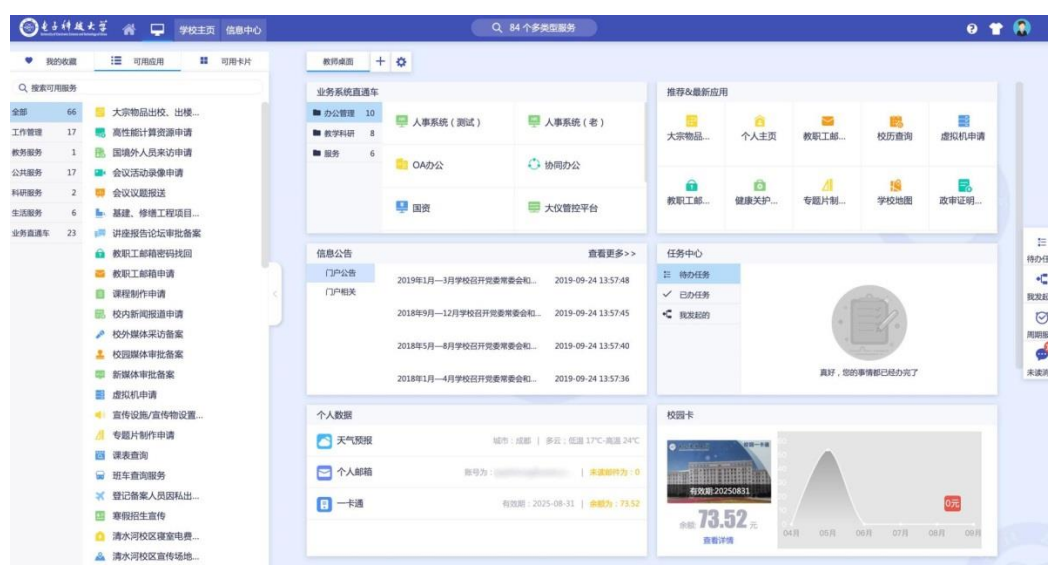 电子科技大学
学校主页 信息中心
84 个多类型服务
我的收藏 可用应用 可用卡片
搜索可用服务
全部 66
工作管理 17
教务服务 1
公共服务 17
科研服务 2
生活服务 6
业务直通车 23
大宗物品出校、出楼...
高性能计算资源申请
国境外人员来访申请
会议活动录像申请
会议议题报送
基建、修缮工程项目...
讲座报告论坛审批备案
教职工邮箱密码找回
教职工邮箱申请
课程制作申请
校内新闻报道申请
校外媒体采访备案
校园媒体审批备案
新媒体审批备案
虚拟机申请
宣传设施/宣传物设置...
专题片制作申请
课表查询
班车查询服务
登记备案人员因私出...
寒假招生宣传
清水河校区寝室电费...
清水河校区宣传场地...
教师桌面
业务系统直通车
办公管理 10
教学科研 8
服务 6
人事系统（测试） 人事系统（老）
OA办公 协同办公
国资 大仪管控平台
推荐&最新应用
大宗物品... 个人主页 教职工邮... 校历查询 虚拟机申请
教职工邮... 健康关护... 专题片制... 学校地图 政审证明...
信息公告 查看更多>>
门户公告
门户相关
2019年1月—3月学校召开党委常委会和... 2019-09-24 13:57:48
2018年9月—12月学校召开党委常委会和... 2019-09-24 13:57:45
2018年5月—8月学校召开党委常委会和... 2019-09-24 13:57:40
2018年1月—4月学校召开党委常委会和... 2019-09-24 13:57:36
任务中心
待办任务
已办任务
我发起的
真好，您的事情都已经办完了
个人数据
天气预报 城市：成都 | 多云：低温 17℃-高温 24℃
个人邮箱 账号为： | 未读邮件为：0
一卡通 有效期：2025-08-31 | 余额为：73.52
校园卡
有效期:20250831
余额: 73.52 元
查看详情
0元
04月 05月 06月 07月 08月 09月
待办任
我发起
周期服
未读消